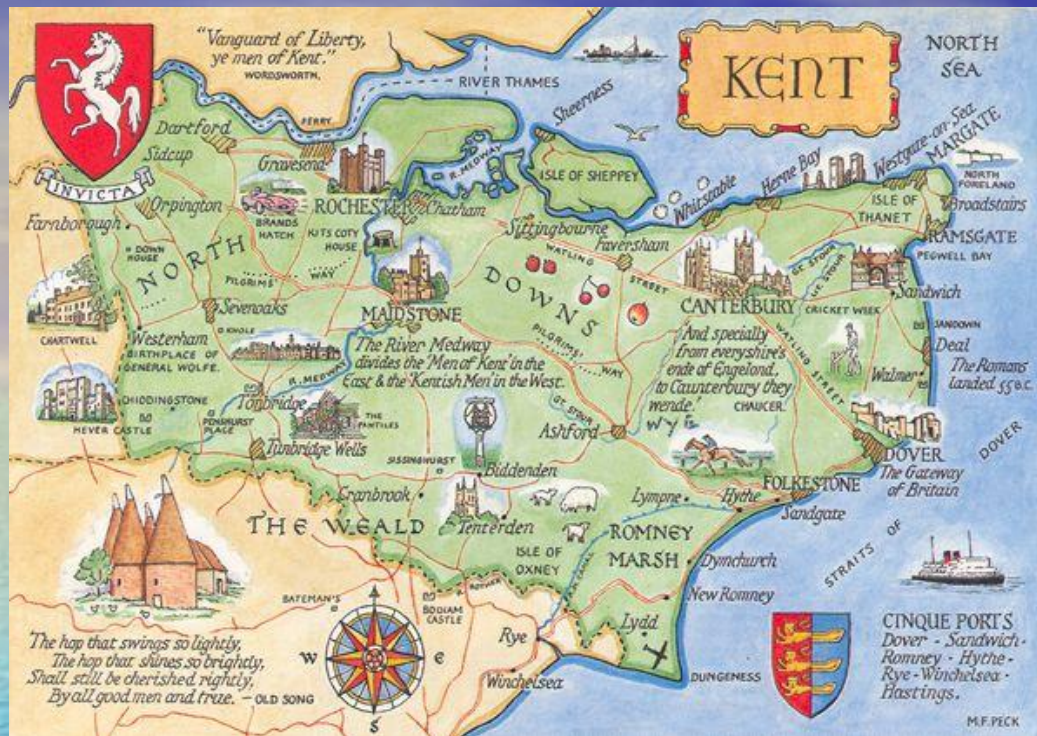 "Vanguard of Liberty,
ye men of Kent."
WORDSWORTH.
KENT
NORTH
SEA
RIVER THAMES
FERRY
Sheerness
INVICTA
Dartford
Sidcup
Gravesend
R. MEDWAY
ISLE OF SHEPPEY
Whitstable
Herne Bay
Westgate-on-Sea
MARGATE
NORTH
FORELAND
Broadstairs
ISLE OF
THANET
RAMSGATE
PEGWELL BAY
Farnborough
Orpington
BRANDS
HATCH
ROCHESTER
Chatham
KITS COTY
HOUSE
Sittingbourne
Faversham
WATLING
STREET
DOWN
HOUSE
NORTH
DOWNS
PILGRIMS'
WAY
GT. STOUR
LIT. STOUR
CANTERBURY
CRICKET WEEK
Sandwich
SANDOWN
Deal
The Romans
landed 55 B.C.
Walmer
WATLING STREET
CHARTWELL
Sevenoaks
KNOLE
MAIDSTONE
Westerham
BIRTHPLACE OF
GENERAL WOLFE.
The River Medway
divides the 'Men of Kent' in the
East & the 'Kentish Men' in the West.
R. MEDWAY
PILGRIMS'
WAY
'And specially
from everyshire's
ende of Engelond,
to Caunterbury they
wende.'
CHAUCER.
CHIDDINGSTONE
HEVER CASTLE
Tonbridge
PENSHURST
PLACE
THE
PANTILES
Tunbridge Wells
GT. STOUR
Ashford
WYE
DOVER
The Gateway
of Britain
STRAITS OF
DOVER
SISSINGHURST
Biddenden
Cranbrook
Tenterden
Lympne
Hythe
FOLKESTONE
Sandgate
THE WEALD
ISLE OF
OXNEY
ROMNEY
MARSH
Dymchurch
New Romney
Lydd
R. ROTHER
BATEMAN'S
BODIAM
CASTLE
Rye
Winchelsea
DUNGENESS
W
E
S
The hop that swings so lightly,
The hop that shines so brightly,
Shall still be cherished rightly,
By all good men and true. — OLD SONG
CINQUE PORTS
Dover - Sandwich -
Romney - Hythe -
Rye - Winchelsea -
Hastings.
M.F. PECK